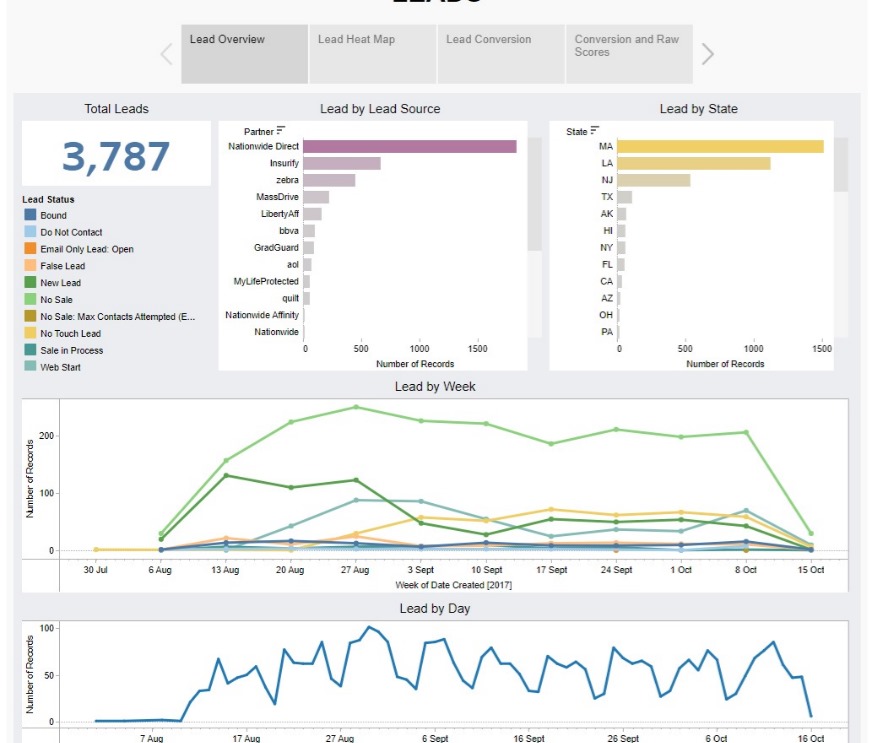 LEADS
Lead Overview
Lead Heat Map
Lead Conversion
Conversion and Raw
Scores
Total Leads
3,787
Lead Status
Bound
Do Not Contact
Email Only Lead: Open
False Lead
New Lead
No Sale
No Sale: Max Contacts Attempted (E...
No Touch Lead
Sale in Process
Web Start
Lead by Lead Source
Partner
Nationwide Direct
Insurify
zebra
MassDrive
LibertyAff
bbva
GradGuard
aol
MyLifeProtected
quilt
Nationwide Affinity
Nationwide
0 500 1000 1500
Number of Records
Lead by State
State
MA
LA
NJ
TX
AK
HI
NY
FL
CA
AZ
OH
PA
0 500 1000 1500
Number of Records
Lead by Week
Number of Records
200
100
0
30 Jul 6 Aug 13 Aug 20 Aug 27 Aug 3 Sept 10 Sept 17 Sept 24 Sept 1 Oct 8 Oct 15 Oct
Week of Date Created [2017]
Lead by Day
Number of Records
100
50
0
7 Aug 17 Aug 27 Aug 6 Sept 16 Sept 26 Sept 6 Oct 16 Oct